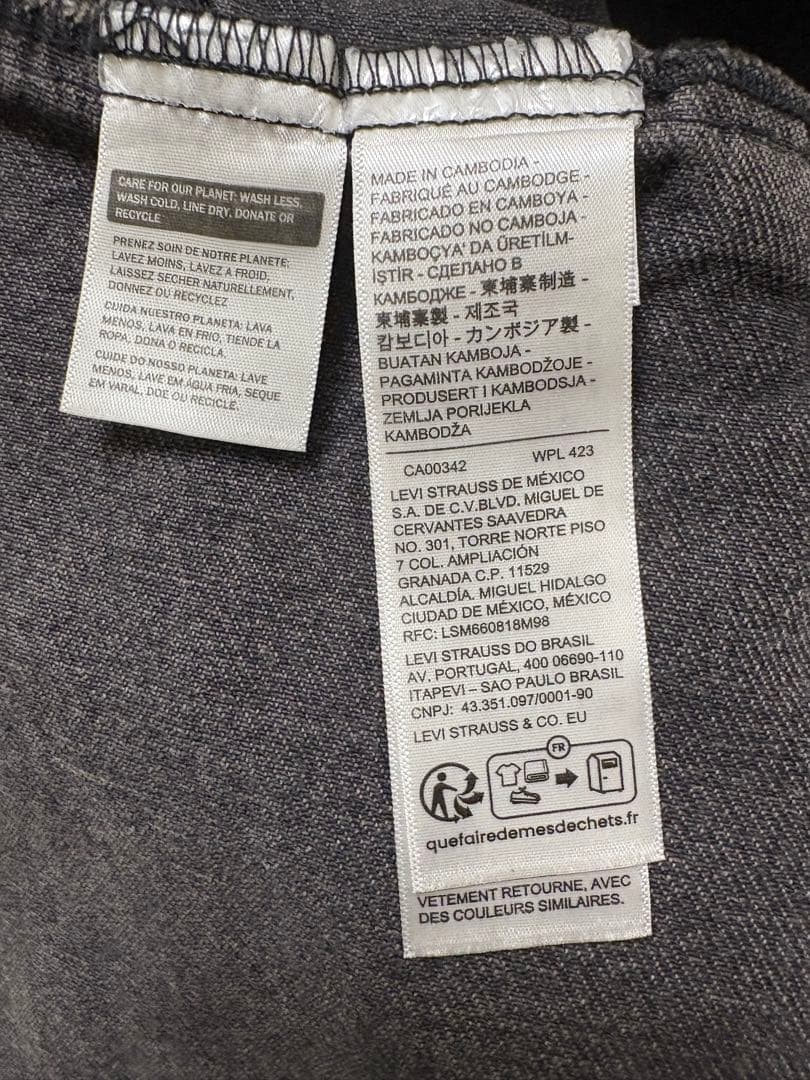 CARE FOR OUR PLANET: WASH LESS,
WASH COLD, LINE DRY, DONATE OR
RECYCLE
PRENEZ SOIN DE NOTRE PLANETE:
LAVEZ MOINS, LAVEZ A FROID,
LAISSEZ SECHER NATURELLEMENT,
DONNEZ OU RECYCLEZ
CUIDA NUESTRO PLANETA: LAVA
MENOS, LAVA EN FRIO, TIENDE LA
ROPA, DONA O RECICLA
CUIDE DO NOSSO PLANETA: LAVE
MENOS, LAVE EM ÁGUA FRIA, SEQUE
EM VARAL, DOE OU RECICLE.
MADE IN CAMBODIA -
FABRIQUÉ AU CAMBODGE -
FABRICADO EN CAMBOYA -
FABRICADO NO CAMBOJA -
KAMBOÇYA' DA ÜRETİLM-
İŞTİR - СДЕЛАНО В
КАМБОДЖЕ - 柬埔寨制造 -
柬埔寨製 - 제조국
캄보디아 - カンボジア製 -
BUATAN KAMBOJA -
PAGAMINTA KAMBODŽOJE -
PRODUSERT I KAMBODSJA -
ZEMLJA PORIJEKLA
KAMBODŽA
CA00342 WPL 423
LEVI STRAUSS DE MÉXICO
S.A. DE C.V.BLVD. MIGUEL DE
CERVANTES SAAVEDRA
NO. 301, TORRE NORTE PISO
7 COL. AMPLIACIÓN
GRANADA C.P. 11529
ALCALDÍA. MIGUEL HIDALGO
CIUDAD DE MÉXICO, MÉXICO
RFC: LSM660818M98
LEVI STRAUSS DO BRASIL
AV. PORTUGAL, 400 06690-110
ITAPEVI – SAO PAULO BRASIL
CNPJ: 43.351.097/0001-90
LEVI STRAUSS & CO. EU
FR
quefairedemesdechets.fr
VETEMENT RETOURNE, AVEC
DES COULEURS SIMILAIRES.